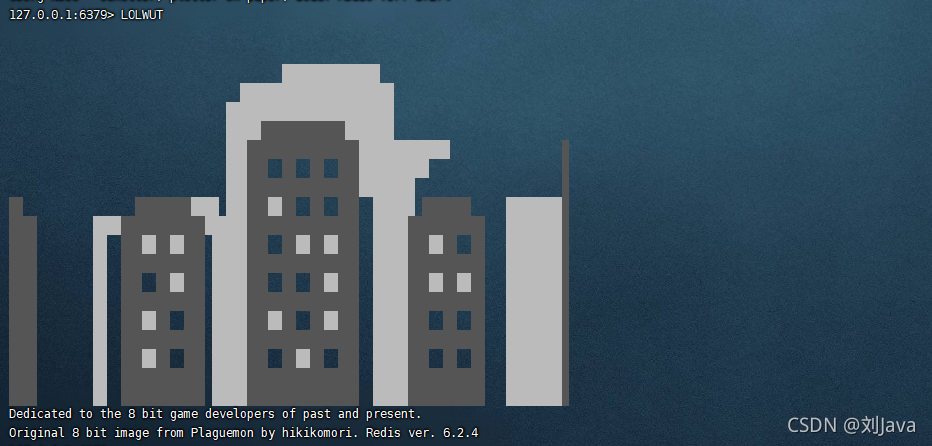 127.0.0.1:6379> LOLWUT
Dedicated to the 8 bit game developers of past and present.
Original 8 bit image from Plaguemon by hikikomori. Redis ver. 6.2.4
CSDN @刘Java